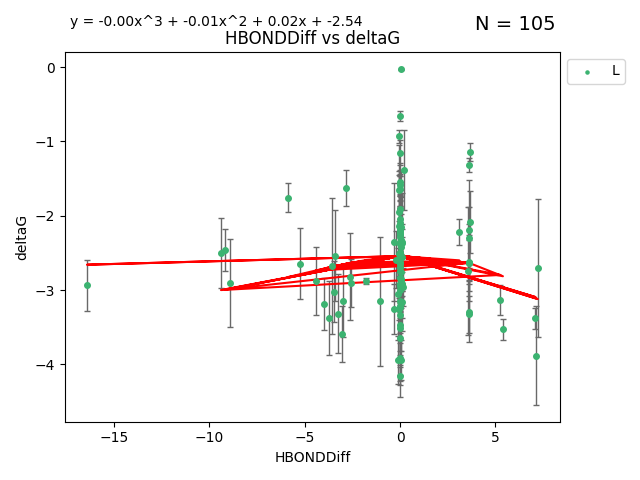 y = -0.00x^3 + -0.01x^2 + 0.02x + -2.54
N = 105
HBONDDiff vs deltaG
L
0
−1
−2
−3
−4
deltaG
−15
−10
−5
0
5
HBONDDiff